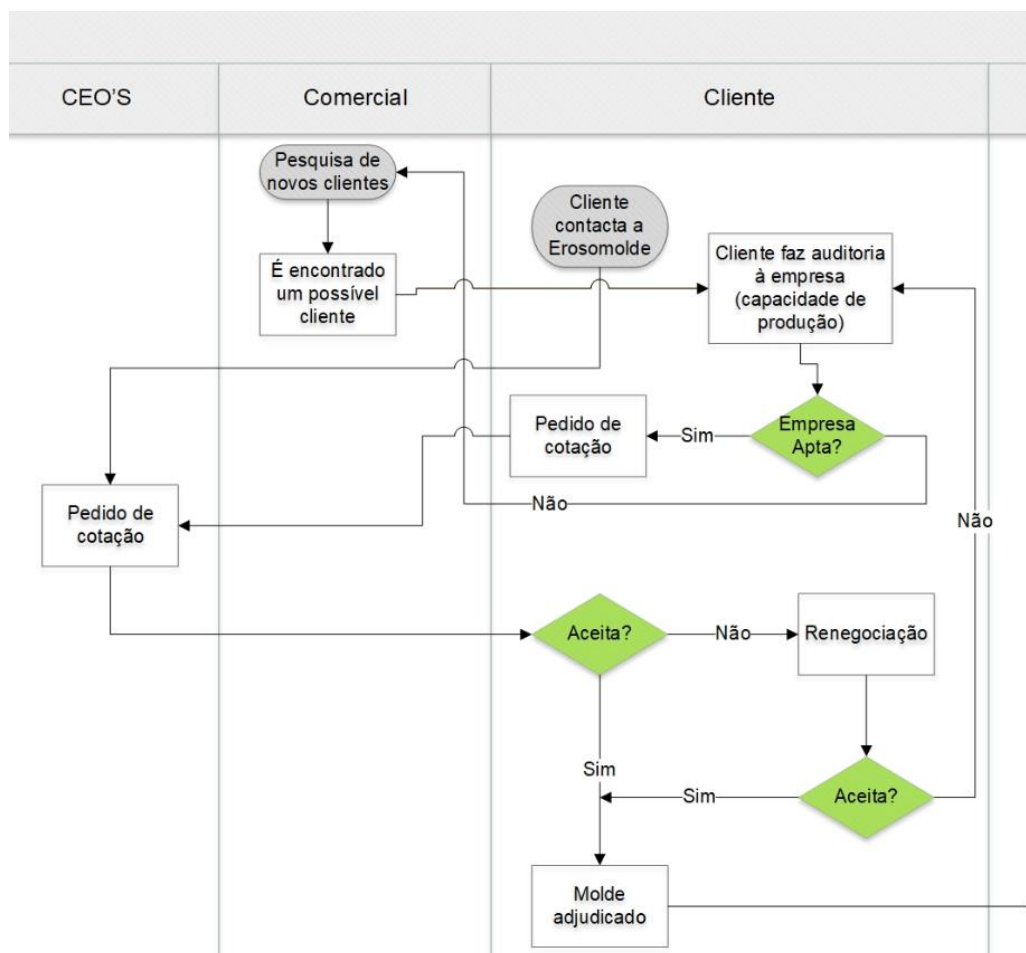 CEO'S
Comercial
Cliente
Pesquisa de
novos clientes
Cliente
contacta a
Erosomolde
É encontrado
um possível
cliente
Cliente faz auditoria
à empresa
(capacidade de
produção)
Pedido de
cotação
Sim
Empresa
Apta?
Não
Pedido de
cotação
Não
Aceita?
Não
Renegociação
Sim
Sim
Aceita?
Molde
adjudicado